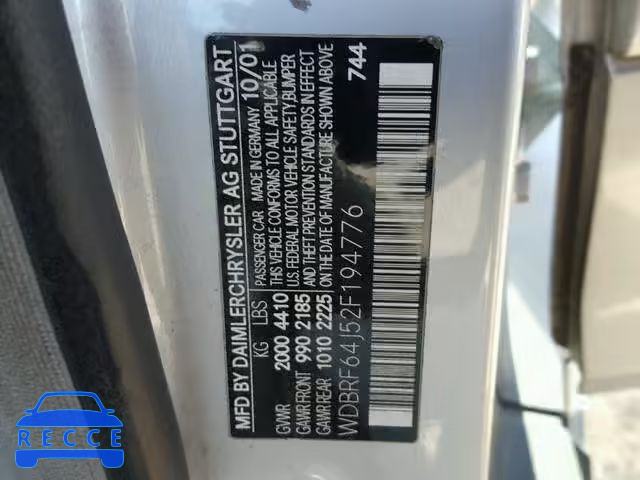 MFD BY DAIMLERCHRYSLER AG STUTTGART
PASSENGER CAR MADE IN GERMANY 10/01
KG LBS THIS VEHICLE CONFORMS TO ALL APPLICABLE
U.S. FEDERAL MOTOR VEHICLE SAFETY, BUMPER
GVWR 2000 4410 AND THEFT PREVENTION STANDARDS IN EFFECT
GAWR FRONT 990 2185 ON THE DATE OF MANUFACTURE SHOWN ABOVE
GAWR REAR 1010 2225
744
WDBRF64J52F194776
RECCE